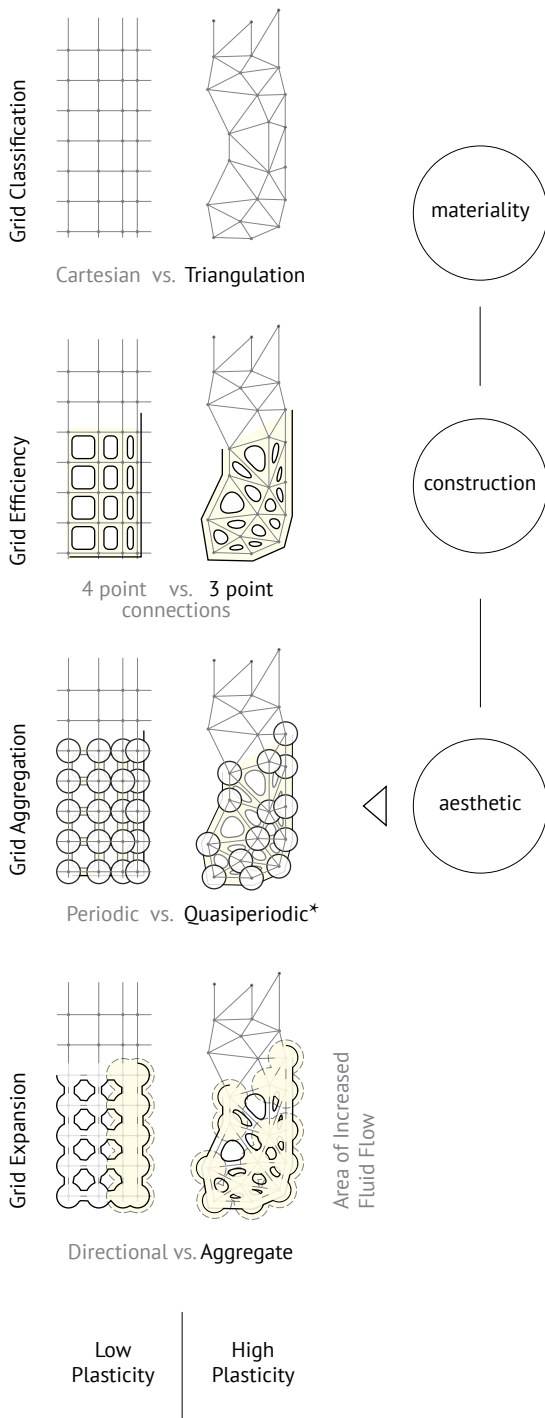 Grid Classification
Cartesian vs. Triangulation
Grid Efficiency
4 point vs. 3 point
connections
Grid Aggregation
Periodic vs. Quasiperiodic*
Grid Expansion
Area of Increased
Fluid Flow
Directional vs. Aggregate
Low
Plasticity
High
Plasticity
materiality
construction
aesthetic